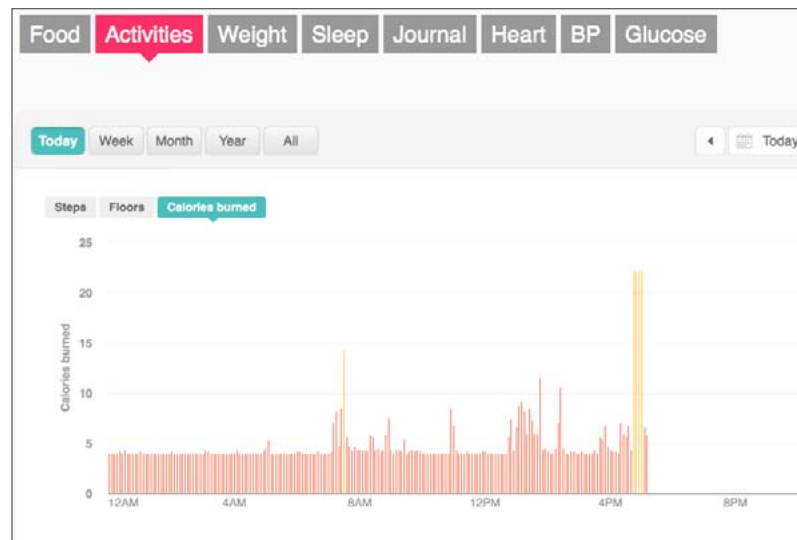 Food Activities Weight Sleep Journal Heart BP Glucose
Today Week Month Year All Today
Steps Floors Calories burned
25
20
15
10
5
0
Calories burned
12AM 4AM 8AM 12PM 4PM 8PM